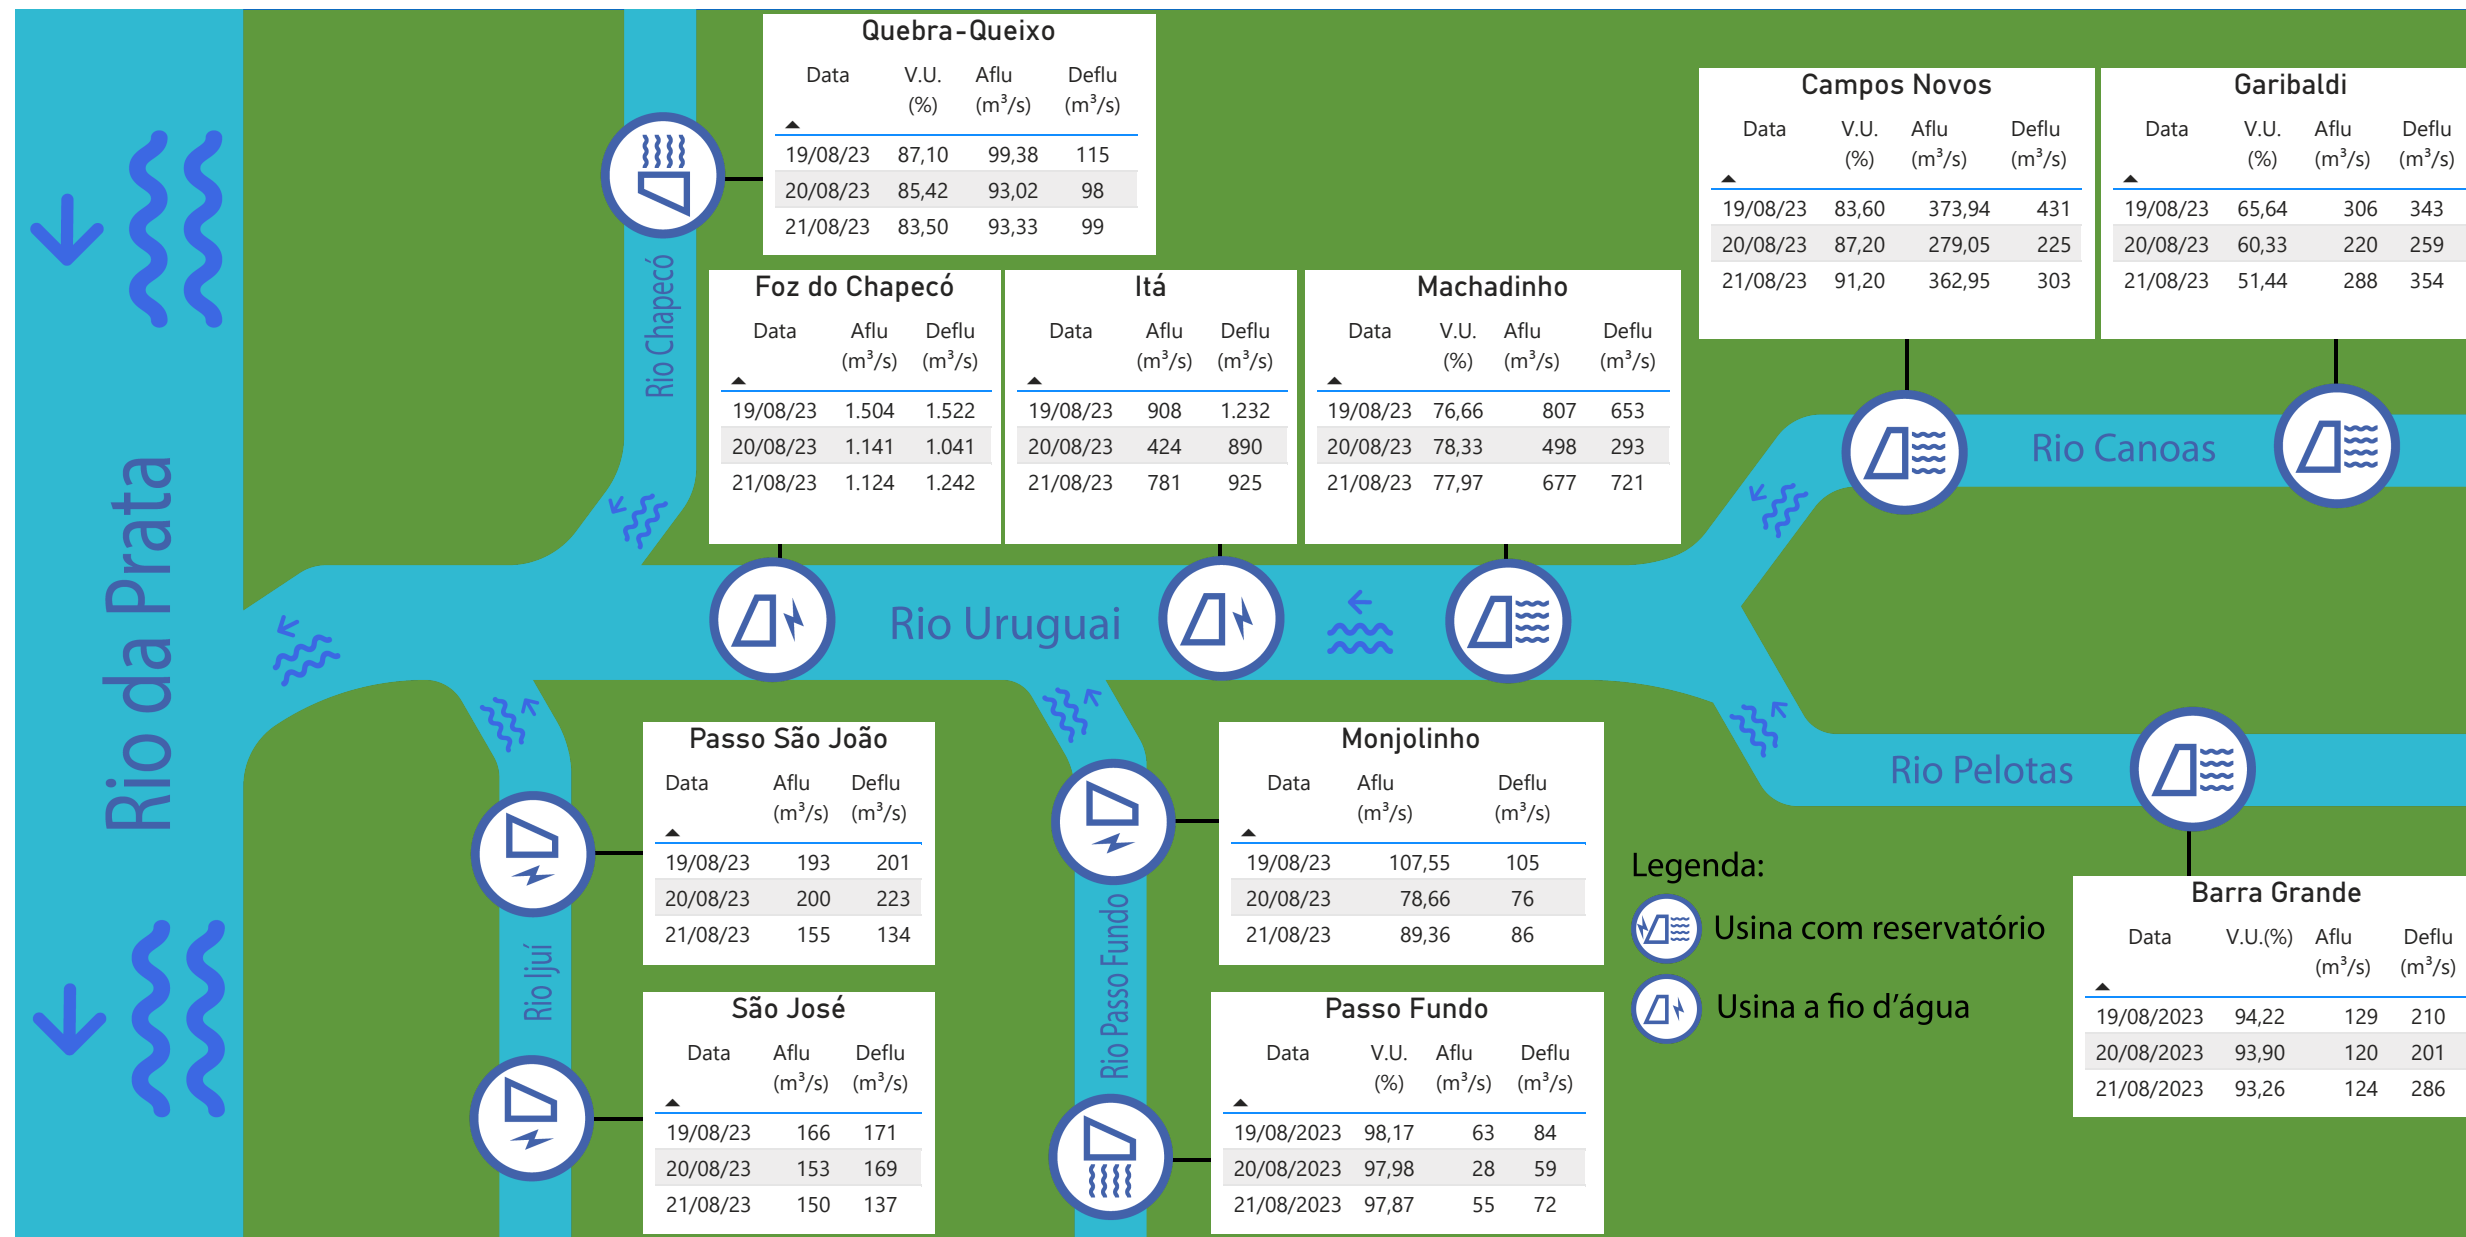 Quebra-Queixo
Data V.U. (%) Aflu (m³/s) Deflu (m³/s)
19/08/23 87,10 99,38 115
20/08/23 85,42 93,02 98
21/08/23 83,50 93,33 99
Campos Novos
Data V.U. (%) Aflu (m³/s) Deflu (m³/s)
19/08/23 83,60 373,94 431
20/08/23 87,20 279,05 225
21/08/23 91,20 362,95 303
Garibaldi
Data V.U. (%) Aflu (m³/s) Deflu (m³/s)
19/08/23 65,64 306 343
20/08/23 60,33 220 259
21/08/23 51,44 288 354
Rio Chapecó
Foz do Chapecó
Data Aflu (m³/s) Deflu (m³/s)
19/08/23 1.504 1.522
20/08/23 1.141 1.041
21/08/23 1.124 1.242
Itá
Data Aflu (m³/s) Deflu (m³/s)
19/08/23 908 1.232
20/08/23 424 890
21/08/23 781 925
Machadinho
Data V.U. (%) Aflu (m³/s) Deflu (m³/s)
19/08/23 76,66 807 653
20/08/23 78,33 498 293
21/08/23 77,97 677 721
Rio Canoas
Rio da Prata
Rio Uruguai
Rio Pelotas
Passo São João
Data Aflu (m³/s) Deflu (m³/s)
19/08/23 193 201
20/08/23 200 223
21/08/23 155 134
Monjolinho
Data Aflu (m³/s) Deflu (m³/s)
19/08/23 107,55 105
20/08/23 78,66 76
21/08/23 89,36 86
Legenda:
Usina com reservatório
Usina a fio d’água
Barra Grande
Data V.U.(%) Aflu (m³/s) Deflu (m³/s)
19/08/2023 94,22 129 210
20/08/2023 93,90 120 201
21/08/2023 93,26 124 286
Rio Ijuí
Rio Passo Fundo
São José
Data Aflu (m³/s) Deflu (m³/s)
19/08/23 166 171
20/08/23 153 169
21/08/23 150 137
Passo Fundo
Data V.U. (%) Aflu (m³/s) Deflu (m³/s)
19/08/2023 98,17 63 84
20/08/2023 97,98 28 59
21/08/2023 97,87 55 72